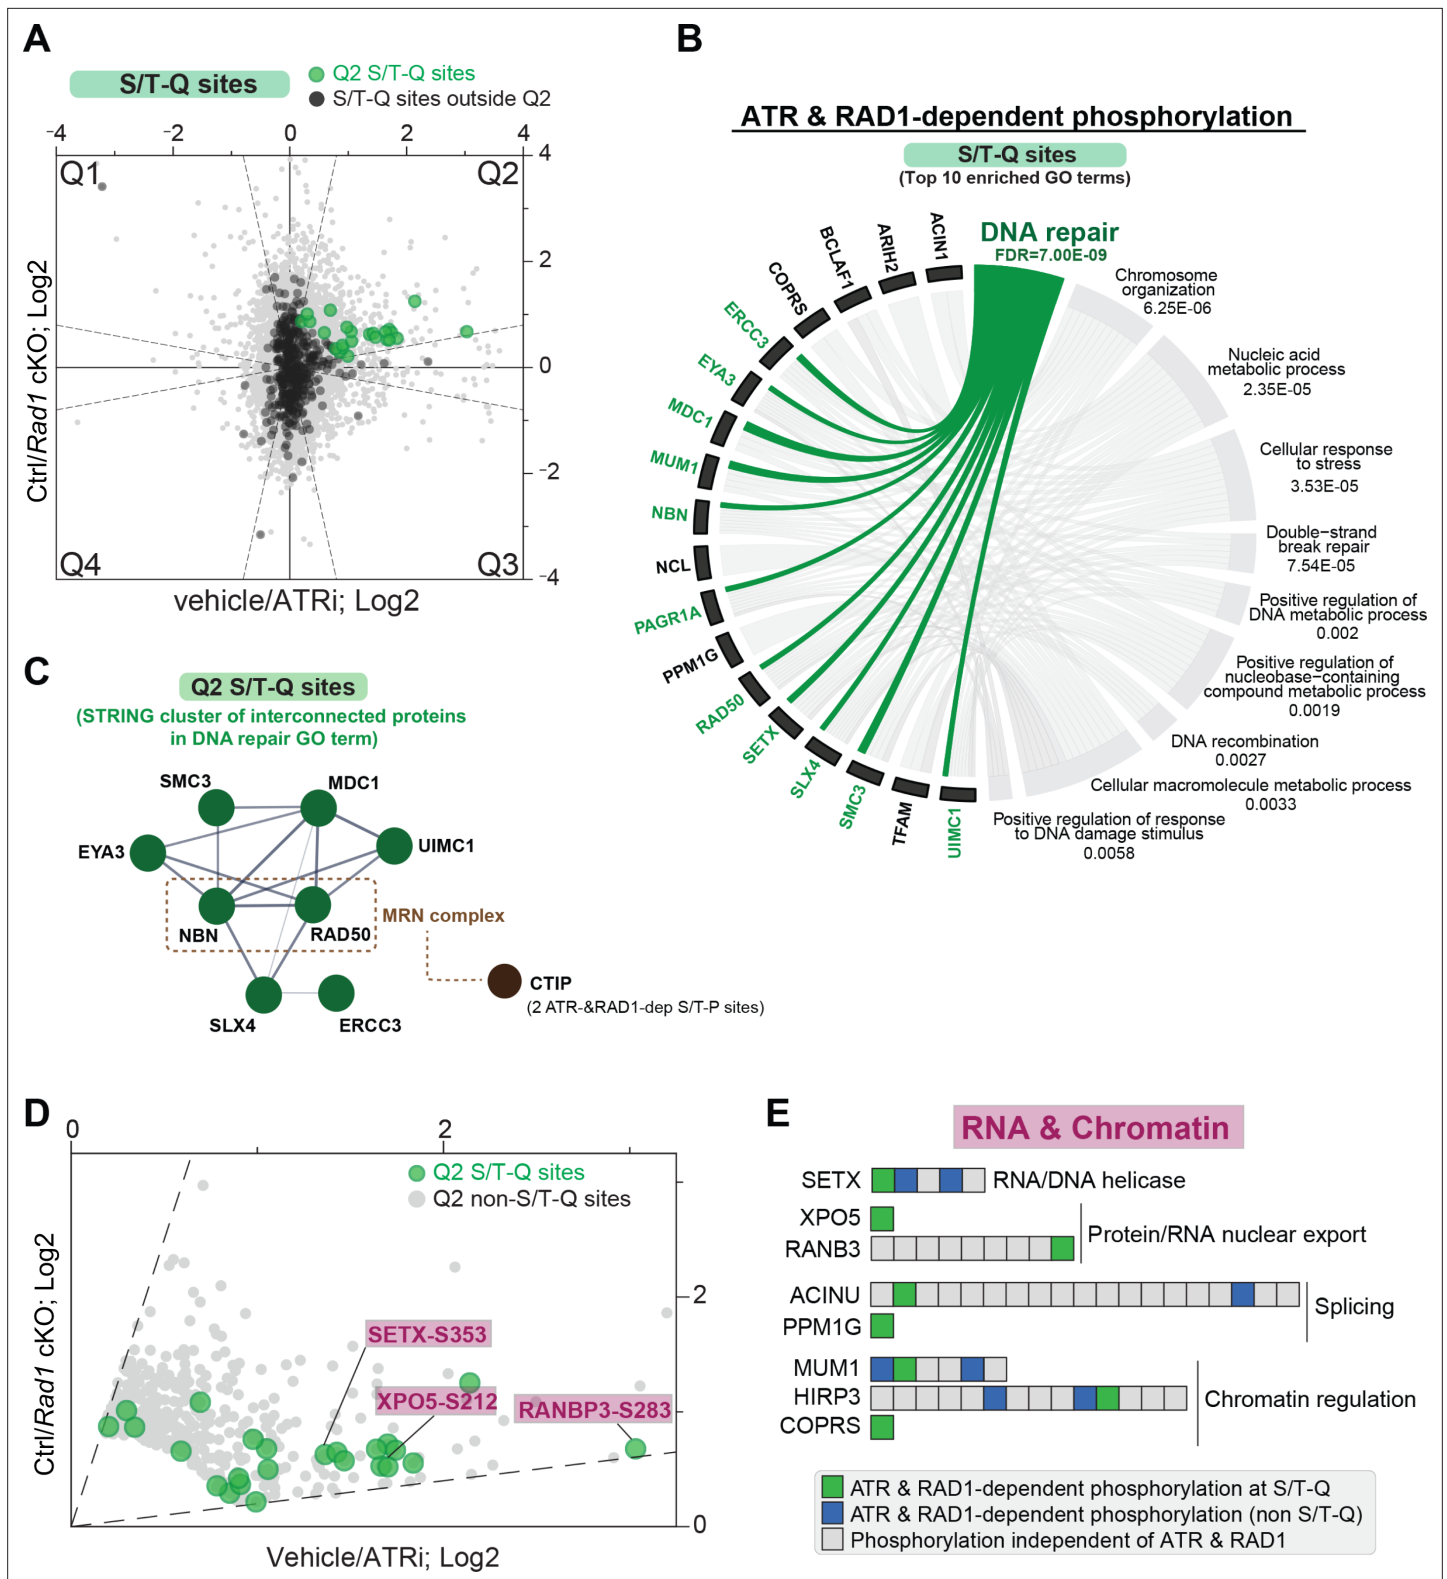 A
S/T-Q sites
Q2 S/T-Q sites
S/T-Q sites outside Q2
-4
-2
0
2
4
Q1
Q2
4
2
0
-2
-4
Q4
Q3
Ctrl/Rad1 cKO; Log2
vehicle/ATRi; Log2
B
ATR & RAD1-dependent phosphorylation
S/T-Q sites
(Top 10 enriched GO terms)
DNA repair
FDR=7.00E-09
Chromosome
organization
6.25E-06
Nucleic acid
metabolic process
2.35E-05
Cellular response
to stress
3.53E-05
Double−strand
break repair
7.54E-05
Positive regulation of
DNA metabolic process
0.002
Positive regulation of
nucleobase−containing
compound metabolic process
0.0019
DNA recombination
0.0027
Cellular macromolecule metabolic process
0.0033
Positive regulation of response
to DNA damage stimulus
0.0058
ACIN1
ARIH2
BCLAF1
COPRS
ERCC3
EYA3
MDC1
MUM1
NBN
NCL
PAGR1A
PPM1G
RAD50
SETX
SLX4
SMC3
TFAM
UIMC1
C
Q2 S/T-Q sites
(STRING cluster of interconnected proteins
in DNA repair GO term)
SMC3
MDC1
EYA3
UIMC1
NBN
RAD50
MRN complex
CTIP
(2 ATR-&RAD1-dep S/T-P sites)
SLX4
ERCC3
D
0
2
Q2 S/T-Q sites
Q2 non-S/T-Q sites
2
0
SETX-S353
XPO5-S212
RANBP3-S283
Ctrl/Rad1 cKO; Log2
Vehicle/ATRi; Log2
E
RNA & Chromatin
SETX
RNA/DNA helicase
XPO5
RANB3
Protein/RNA nuclear export
ACINU
PPM1G
Splicing
MUM1
HIRP3
COPRS
Chromatin regulation
ATR & RAD1-dependent phosphorylation at S/T-Q
ATR & RAD1-dependent phosphorylation (non S/T-Q)
Phosphorylation independent of ATR & RAD1